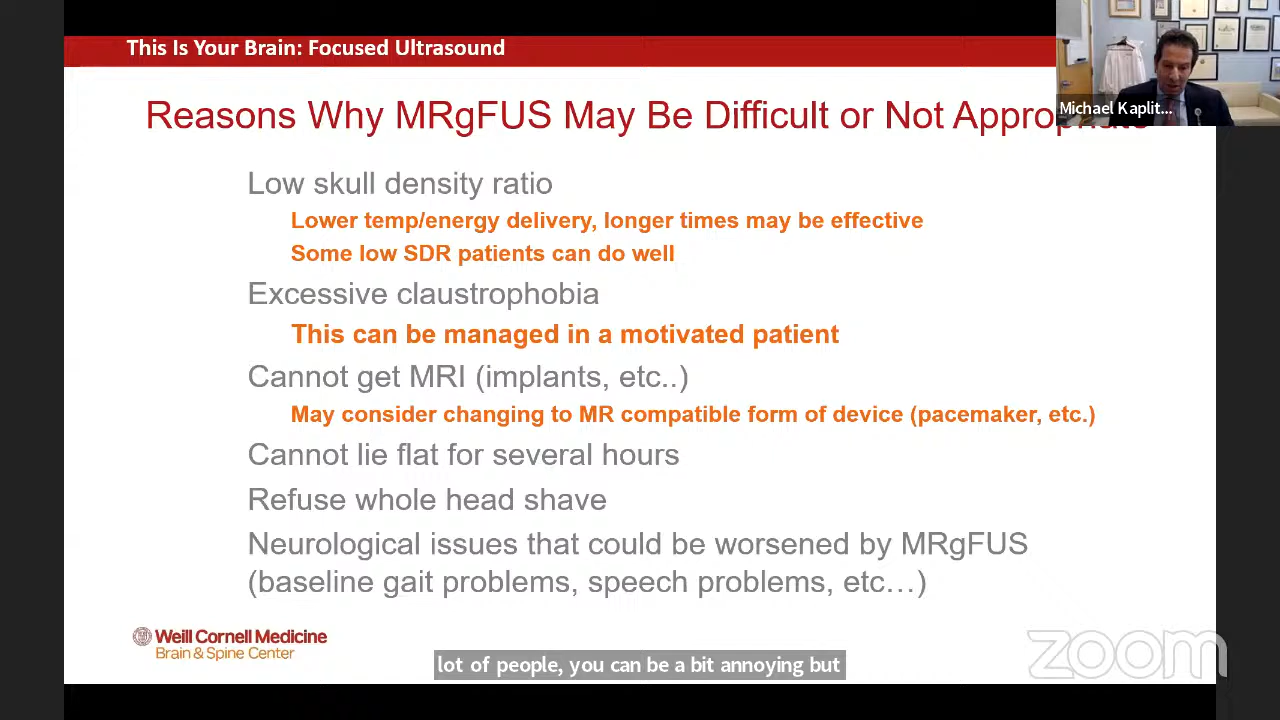 This Is Your Brain: Focused Ultrasound
Michael Kaplit...
Reasons Why MRgFUS May Be Difficult or Not Appropriate
Low skull density ratio
Lower temp/energy delivery, longer times may be effective
Some low SDR patients can do well
Excessive claustrophobia
This can be managed in a motivated patient
Cannot get MRI (implants, etc..)
May consider changing to MR compatible form of device (pacemaker, etc.)
Cannot lie flat for several hours
Refuse whole head shave
Neurological issues that could be worsened by MRgFUS
(baseline gait problems, speech problems, etc…)
Weill Cornell Medicine
Brain & Spine Center
zoom
lot of people, you can be a bit annoying but